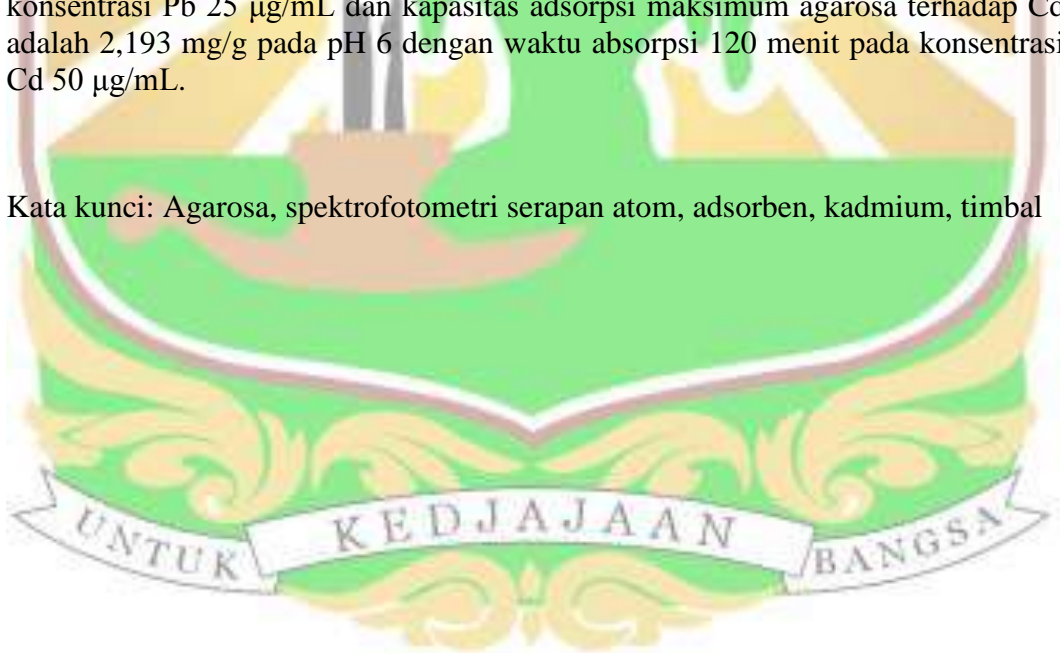 konsentrasi Pb 25 μg/mL dan kapasitas adsorpsi maksimum agarosa terhadap Cd
adalah 2,193 mg/g pada pH 6 dengan waktu absorpsi 120 menit pada konsentrasi
Cd 50 μg/mL.
Kata kunci: Agarosa, spektrofotometri serapan atom, adsorben, kadmium, timbal
UNTUK KEDJAJAAN BANGSA